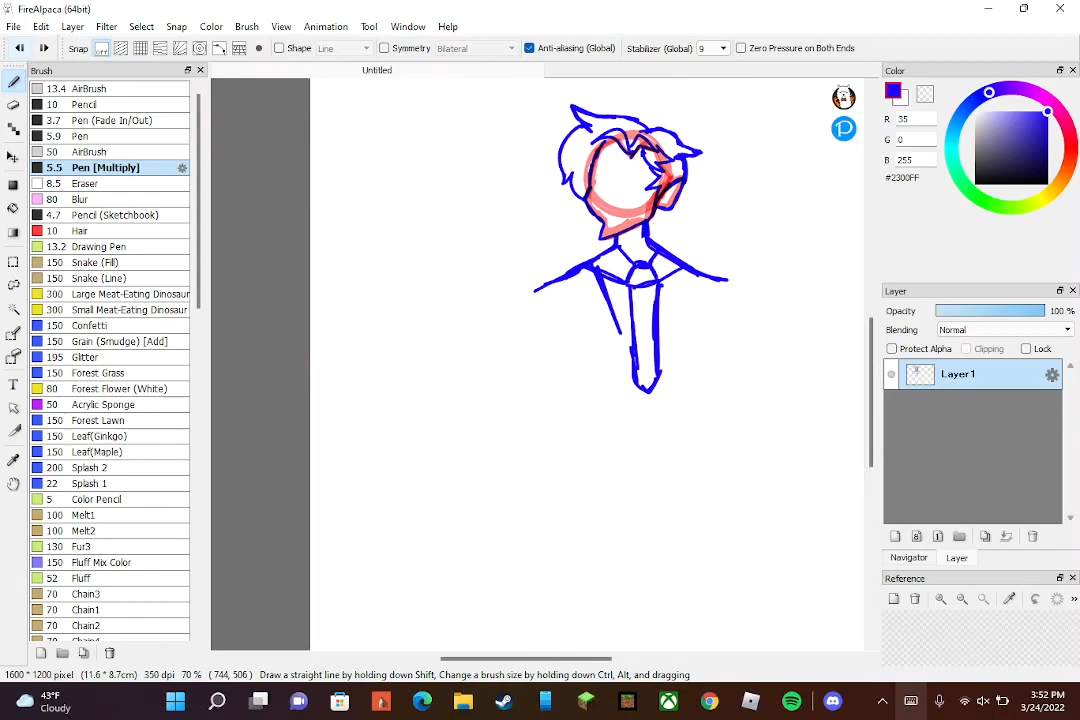 FireAlpaca (64bit)
File Edit Layer Filter Select Snap Color Brush View Animation Tool Window Help
Snap off Shape Line Symmetry Bilateral Anti-aliasing (Global) Stabilizer (Global) 9 Zero Pressure on Both Ends
Brush
Untitled
Color
13.4 AirBrush
10 Pencil
3.7 Pen (Fade In/Out)
5.9 Pen
50 AirBrush
5.5 Pen [Multiply]
8.5 Eraser
80 Blur
4.7 Pencil (Sketchbook)
10 Hair
13.2 Drawing Pen
150 Snake (Fill)
150 Snake (Line)
300 Large Meat-Eating Dinosaur
300 Small Meat-Eating Dinosaur
150 Confetti
150 Grain (Smudge) [Add]
195 Glitter
150 Forest Grass
80 Forest Flower (White)
50 Acrylic Sponge
150 Forest Lawn
150 Leaf(Ginkgo)
150 Leaf(Maple)
200 Splash 2
22 Splash 1
5 Color Pencil
100 Melt1
100 Melt2
130 Fur3
150 Fluff Mix Color
52 Fluff
70 Chain3
70 Chain1
70 Chain2
70 Chain4
R 35
G 0
B 255
#2300FF
Layer
Opacity 100 %
Blending Normal
Protect Alpha Clipping Lock
Layer1
Navigator Layer
Reference
1600 * 1200 pixel (11.6 * 8.7cm) 350 dpi 70 % (744, 506) Draw a straight line by holding down Shift, Change a brush size by holding down Ctrl, Alt, and dragging
43°F
Cloudy
3:52 PM
3/24/2022